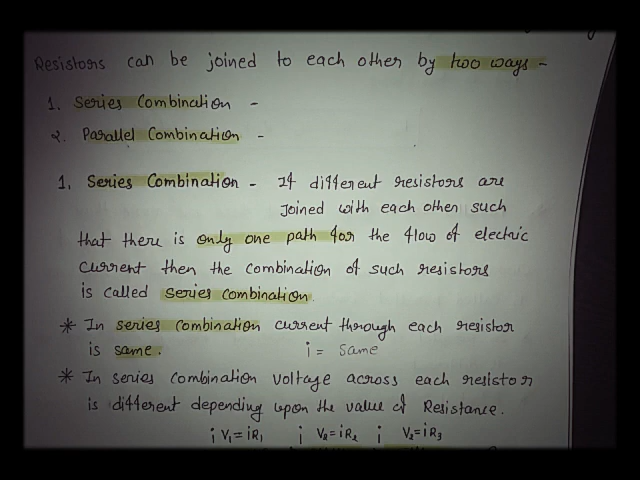 Resistors can be joined to each other by two ways -
1. Series Combination -
2. Parallel Combination -
1. Series Combination - If different resistors are
joined with each other such
that there is only one path for the flow of electric
current then the combination of such resistors
is called series combination.
* In series combination current through each resistor
is same. i = same
* In series combination voltage across each resistor
is different depending upon the value of Resistance.
i V₁ = iR₁ i V₂ = iR₂ i V₃ = iR₃